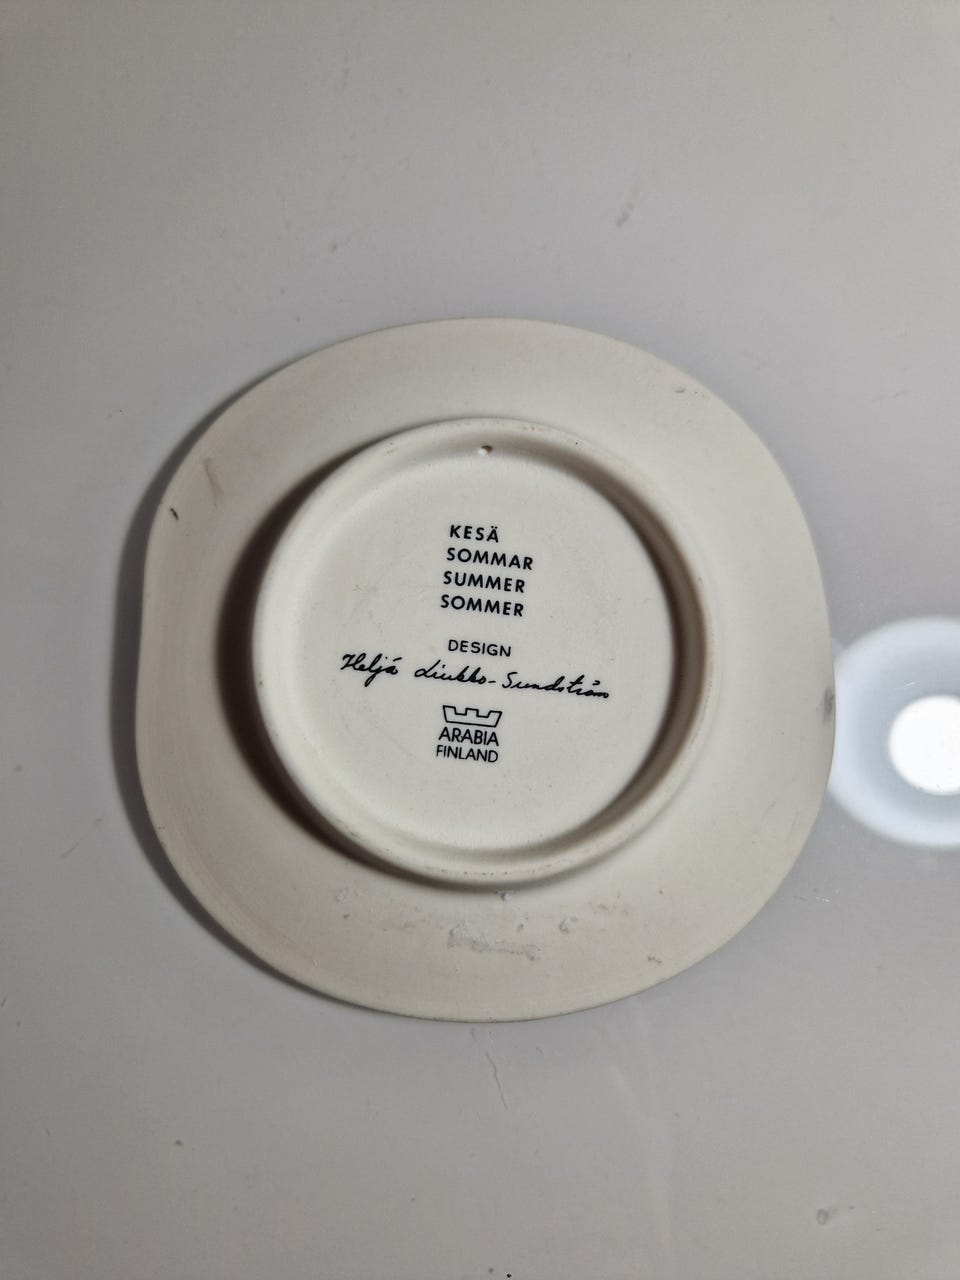 KESÄ
SOMMAR
SUMMER
SOMMER
DESIGN
Heljä Liukko-Sundström
ARABIA
FINLAND